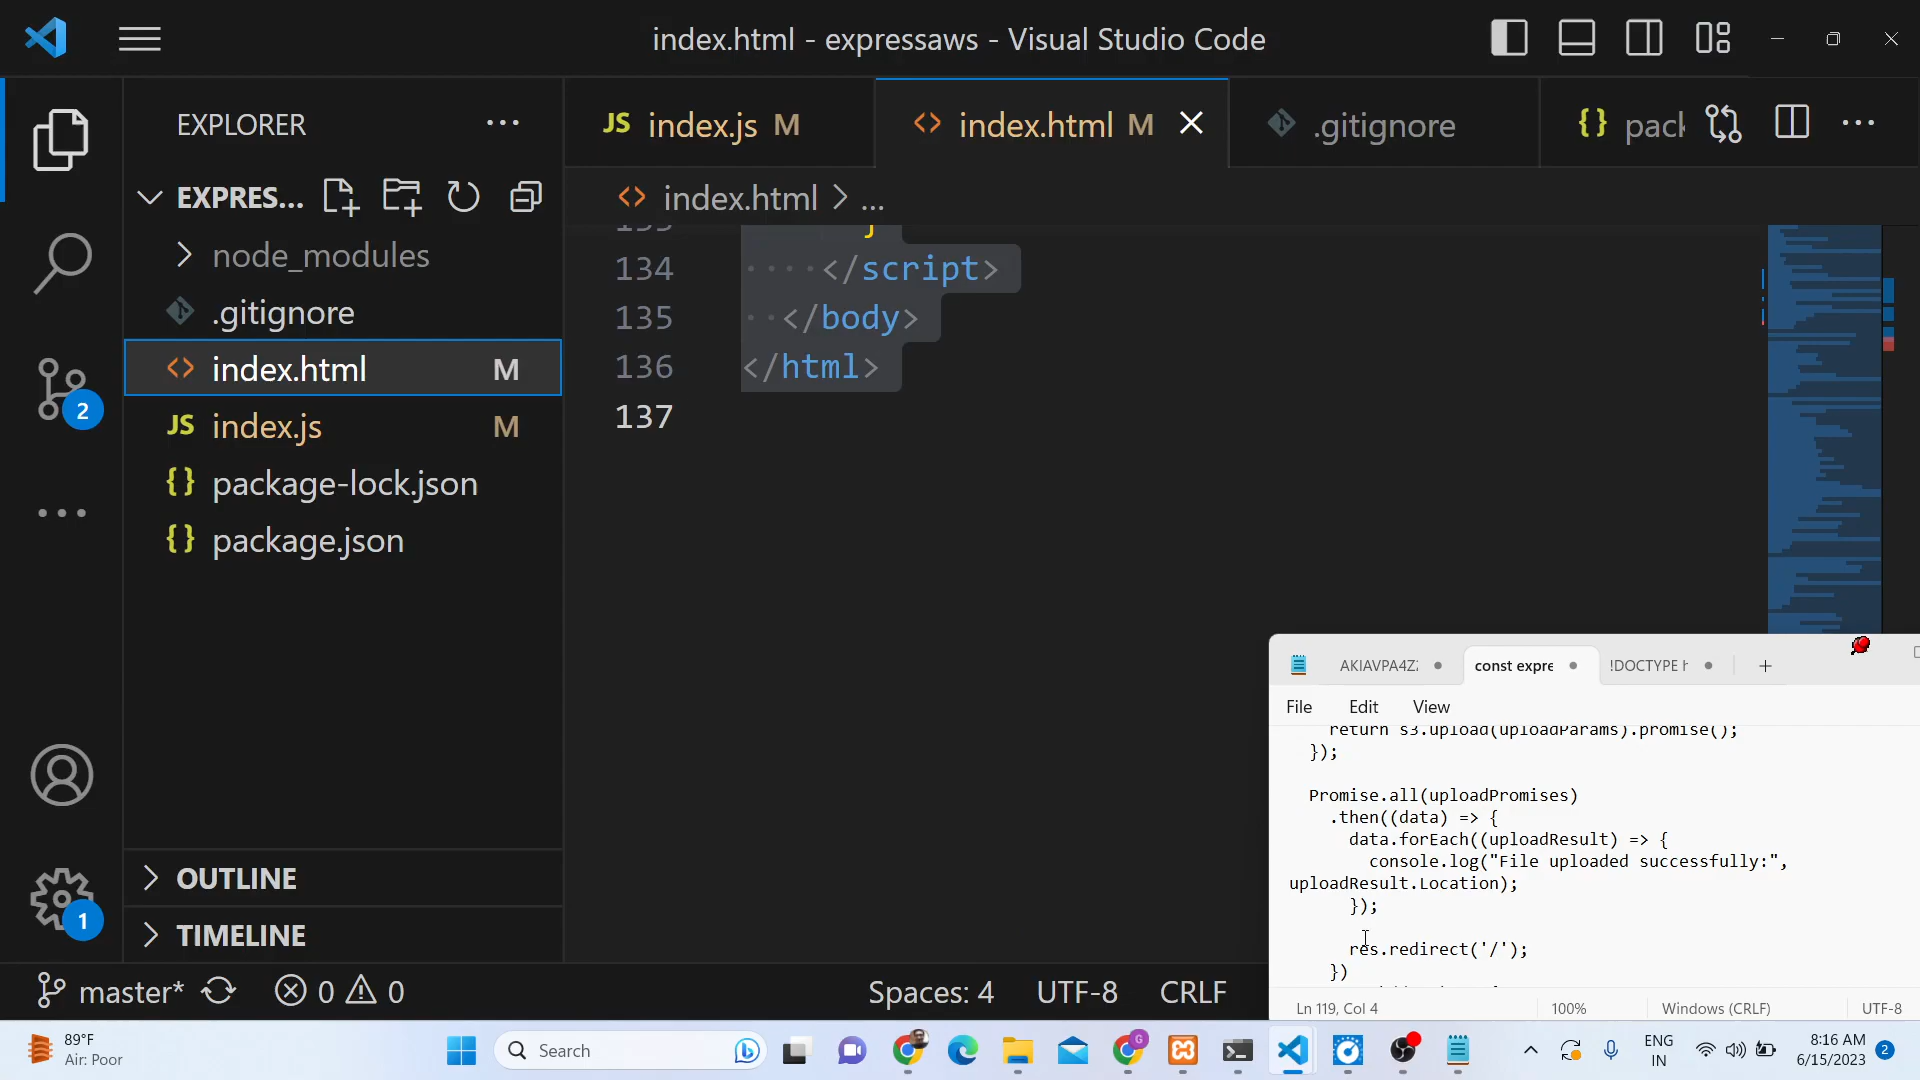 index.html - expressaws - Visual Studio Code
EXPLORER
JS index.js M
<> index.html M
.gitignore
{} pack
EXPRES...
<> index.html > ...
node_modules
.gitignore
<> index.html M
JS index.js M
{} package-lock.json
{} package.json
2
1
133 }
134 ····</script>
135 ··</body>
136 </html>
137
OUTLINE
TIMELINE
master* 0 0
Spaces: 4 UTF-8 CRLF
AKIAVPA4Z
const expre
!DOCTYPE h
File Edit View
return s3.upload(uploadParams).promise();
});
Promise.all(uploadPromises)
.then((data) => {
data.forEach((uploadResult) => {
console.log("File uploaded successfully:",
uploadResult.Location);
});
res.redirect('/');
})
Ln 119, Col 4 100% Windows (CRLF) UTF-8
89°F
Air: Poor
Search
G
ENG
IN
8:16 AM
6/15/2023
2